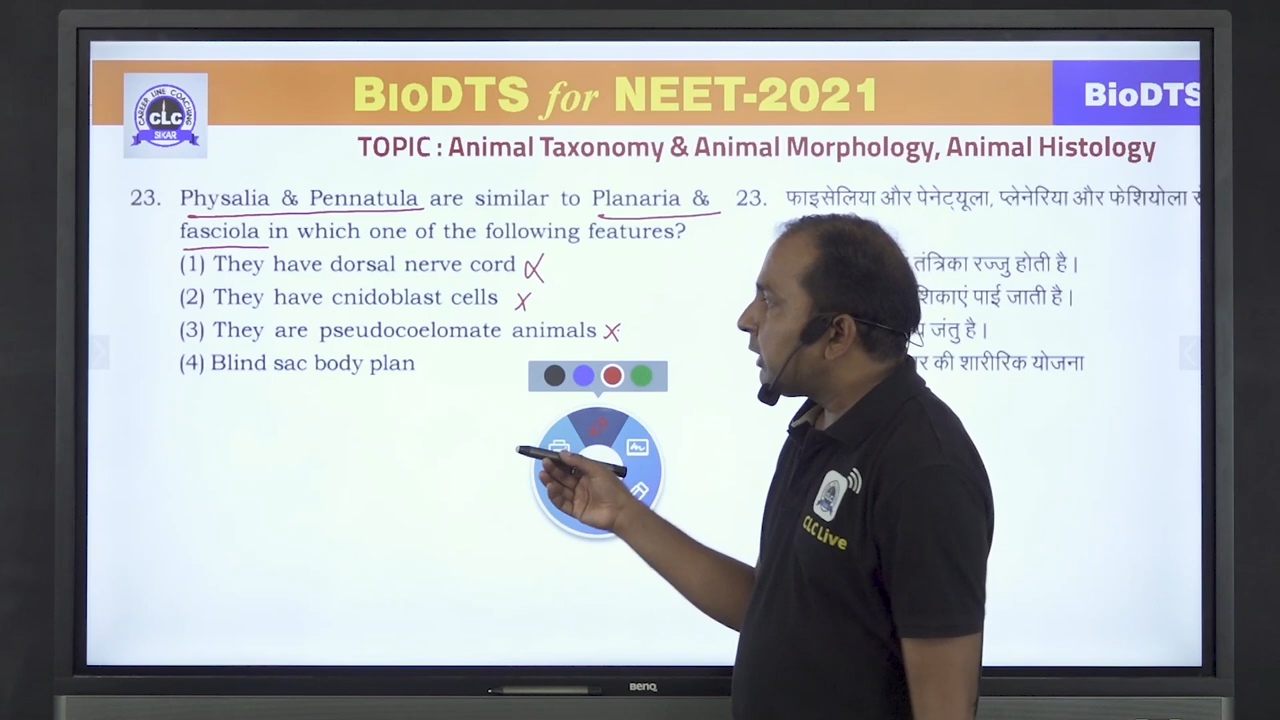 BIODTS for NEET-2021
BioDTS
CAREER LINE COACHING
CLC
SIKAR
TOPIC : Animal Taxonomy & Animal Morphology, Animal Histology
23. Physalia & Pennatula are similar to Planaria &
fasciola in which one of the following features?
(1) They have dorsal nerve cord
(2) They have cnidoblast cells
(3) They are pseudocoelomate animals
(4) Blind sac body plan
23. फाइसेलिया और पेनेट्यूला, प्लेनेरिया और फेशियोला
तंत्रिका रज्जु होती है।
पाई जाती है।
जंतु है।
की शारीरिक योजना
CLC Live
BenQ